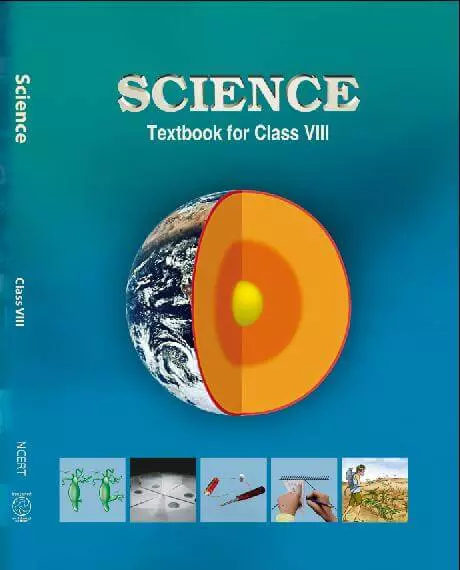 SCIENCE
Textbook for Class VIII
Science
Class VIII
NCERT